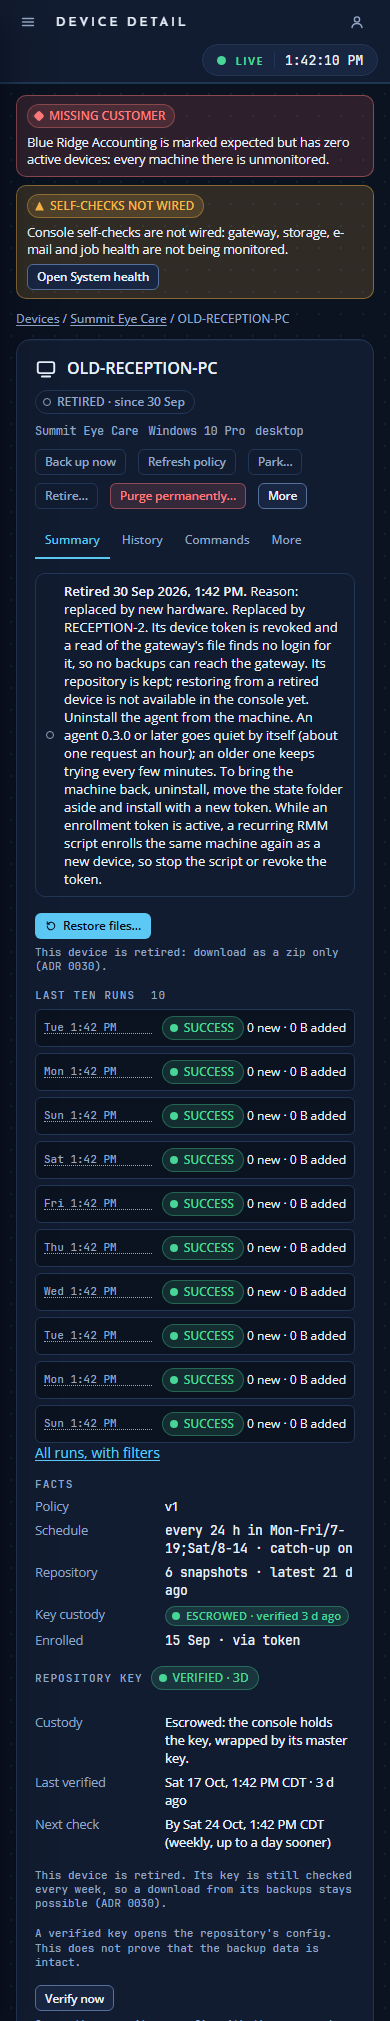 DEVICE DETAIL
LIVE
1:42:10 PM
MISSING CUSTOMER
Blue Ridge Accounting is marked expected but has zero
active devices: every machine there is unmonitored.
SELF-CHECKS NOT WIRED
Console self-checks are not wired: gateway, storage, e-
mail and job health are not being monitored.
Open System health
Devices / Summit Eye Care / OLD-RECEPTION-PC
OLD-RECEPTION-PC
RETIRED · since 30 Sep
Summit Eye Care Windows 10 Pro desktop
Back up now
Refresh policy
Park...
Retire...
Purge permanently...
More
Summary
History
Commands
More
Retired 30 Sep 2026, 1:42 PM. Reason:
replaced by new hardware. Replaced by
RECEPTION-2. Its device token is revoked and
a read of the gateway's file finds no login for
it, so no backups can reach the gateway. Its
repository is kept; restoring from a retired
device is not available in the console yet.
Uninstall the agent from the machine. An
agent 0.3.0 or later goes quiet by itself (about
one request an hour); an older one keeps
trying every few minutes. To bring the
machine back, uninstall, move the state folder
aside and install with a new token. While an
enrollment token is active, a recurring RMM
script enrolls the same machine again as a
new device, so stop the script or revoke the
token.
Restore files...
This device is retired: download as a zip only
(ADR 0030).
LAST TEN RUNS 10
Tue 1:42 PM SUCCESS 0 new · 0 B added
Mon 1:42 PM SUCCESS 0 new · 0 B added
Sun 1:42 PM SUCCESS 0 new · 0 B added
Sat 1:42 PM SUCCESS 0 new · 0 B added
Fri 1:42 PM SUCCESS 0 new · 0 B added
Thu 1:42 PM SUCCESS 0 new · 0 B added
Wed 1:42 PM SUCCESS 0 new · 0 B added
Tue 1:42 PM SUCCESS 0 new · 0 B added
Mon 1:42 PM SUCCESS 0 new · 0 B added
Sun 1:42 PM SUCCESS 0 new · 0 B added
All runs, with filters
FACTS
Policy v1
Schedule every 24 h in Mon-Fri/7-
19;Sat/8-14 · catch-up on
Repository 6 snapshots · latest 21 d
ago
Key custody ESCROWED · verified 3 d ago
Enrolled 15 Sep · via token
REPOSITORY KEY VERIFIED · 3D
Custody Escrowed: the console holds
the key, wrapped by its master
key.
Last verified Sat 17 Oct, 1:42 PM CDT · 3 d
ago
Next check By Sat 24 Oct, 1:42 PM CDT
(weekly, up to a day sooner)
This device is retired. Its key is still checked
every week, so a download from its backups stays
possible (ADR 0030).
A verified key opens the repository's config.
This does not prove that the backup data is
intact.
Verify now